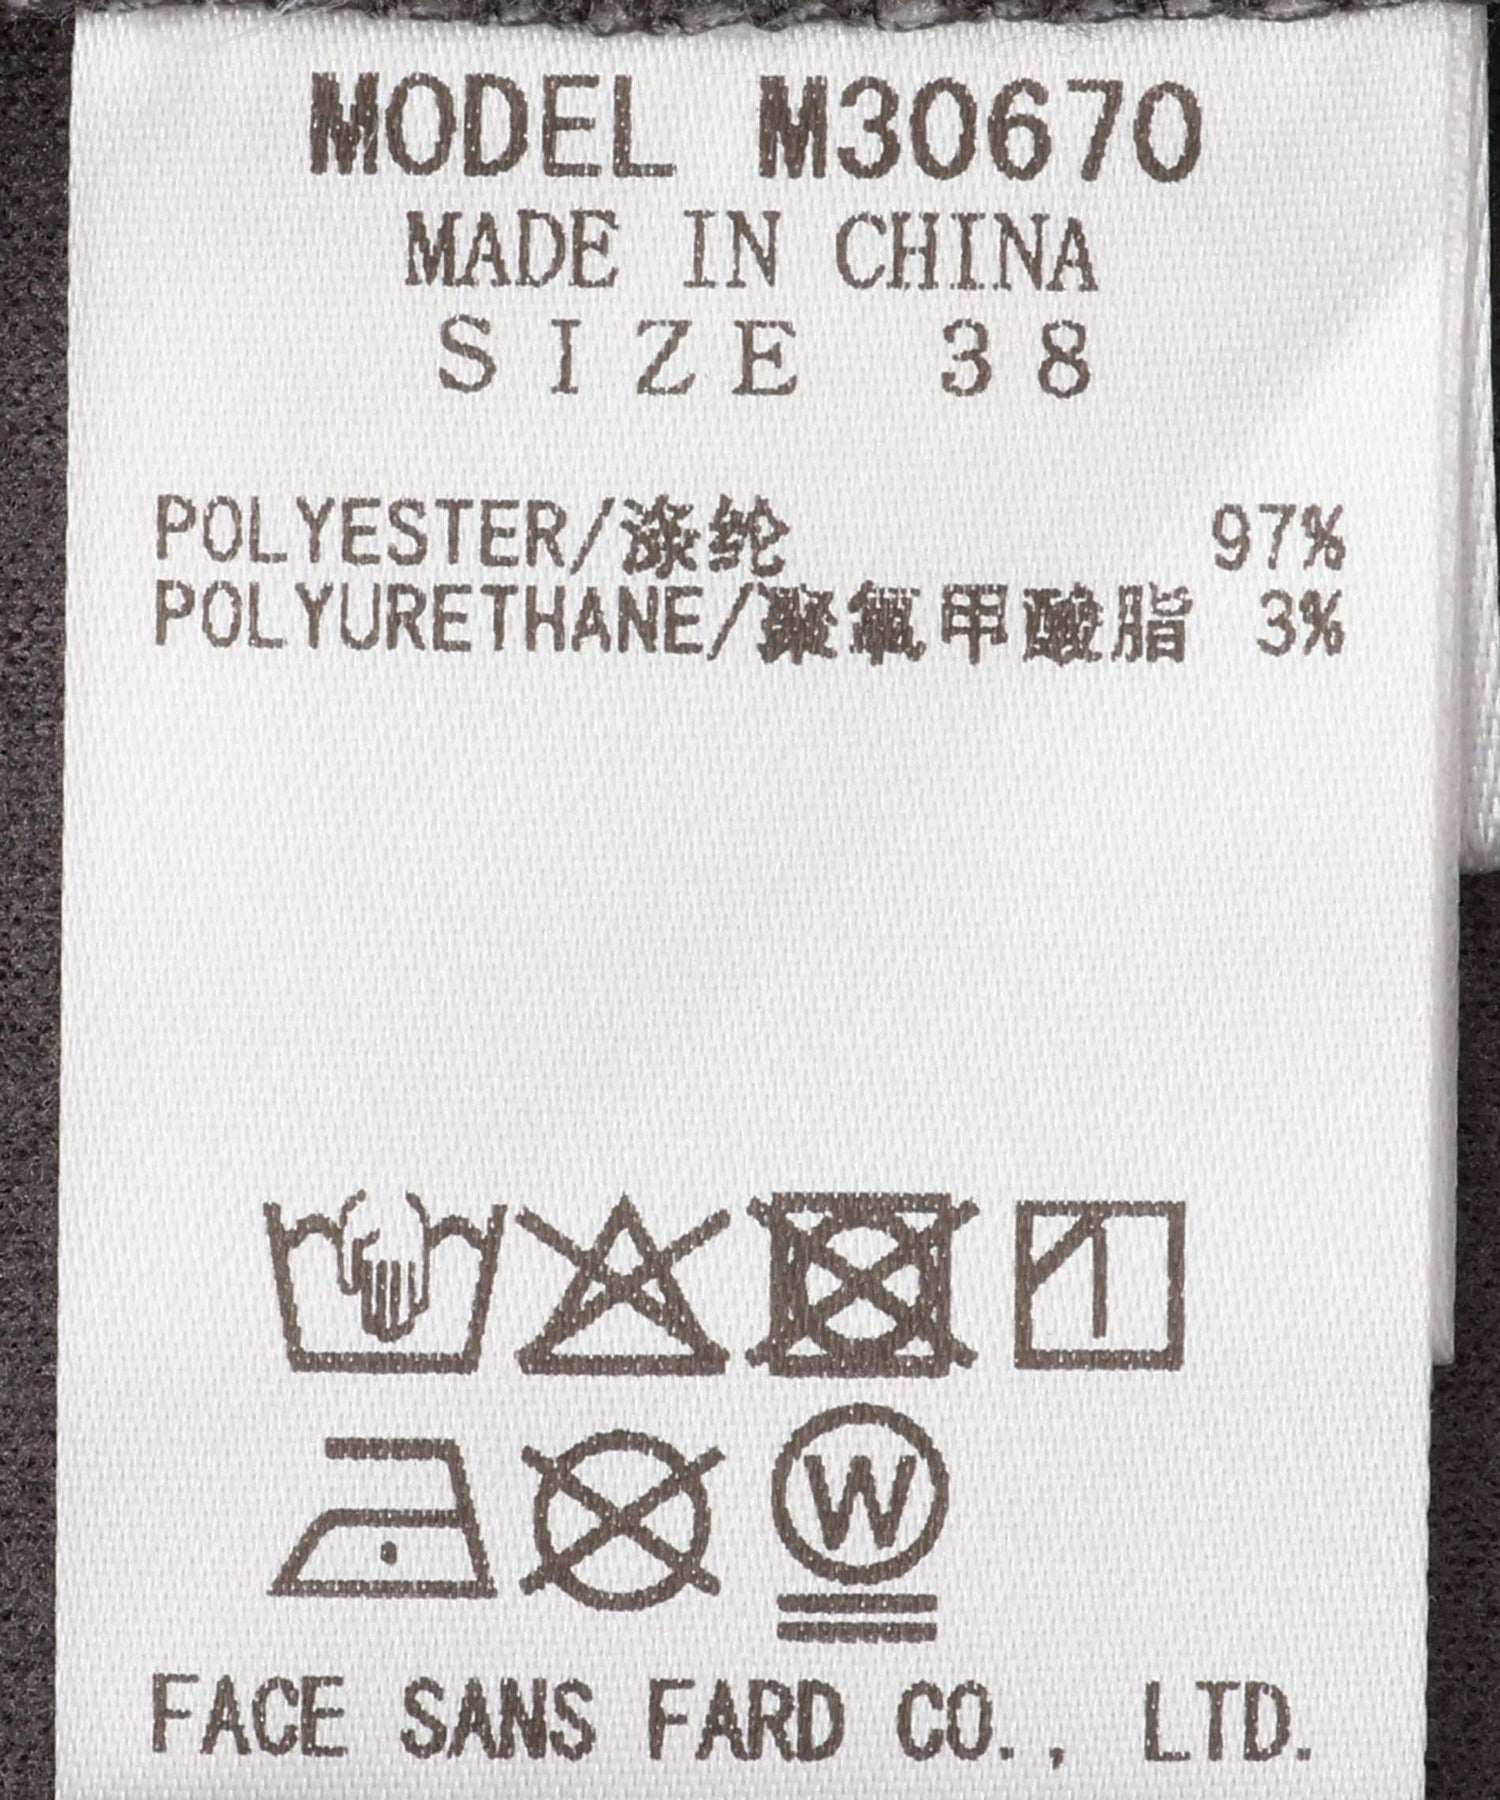 MODEL M30670
MADE IN CHINA
SIZE 38
POLYESTER/涤纶 97%
POLYURETHANE/聚氨甲酸脂 3%
W
FACE SANS FARD CO., LTD.